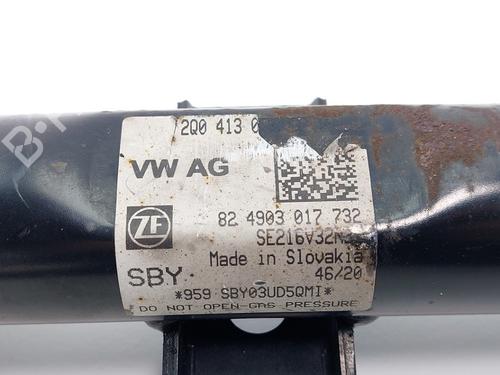 2Q0 413 0
VW AG
ZF
82 4903 017 732
Made in Slovakia
SBY
46/20
*959 SBY03UD5QMI*
DO NOT OPEN-GAS PRESSURE